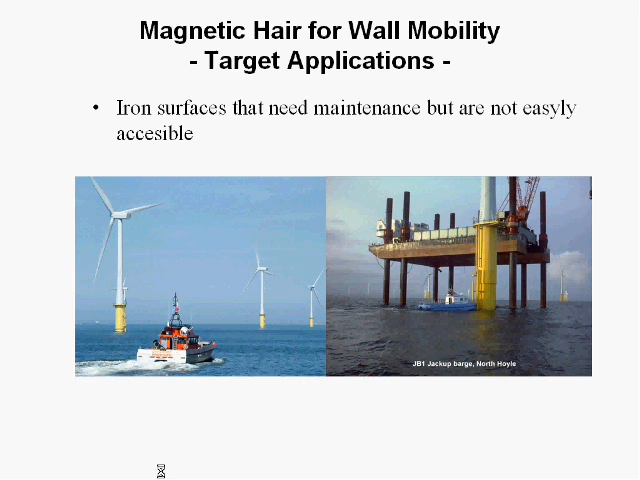 Magnetic Hair for Wall Mobility
- Target Applications -
• Iron surfaces that need maintenance but are not easyly
accesible
JB1 Jackup barge, North Hoyle